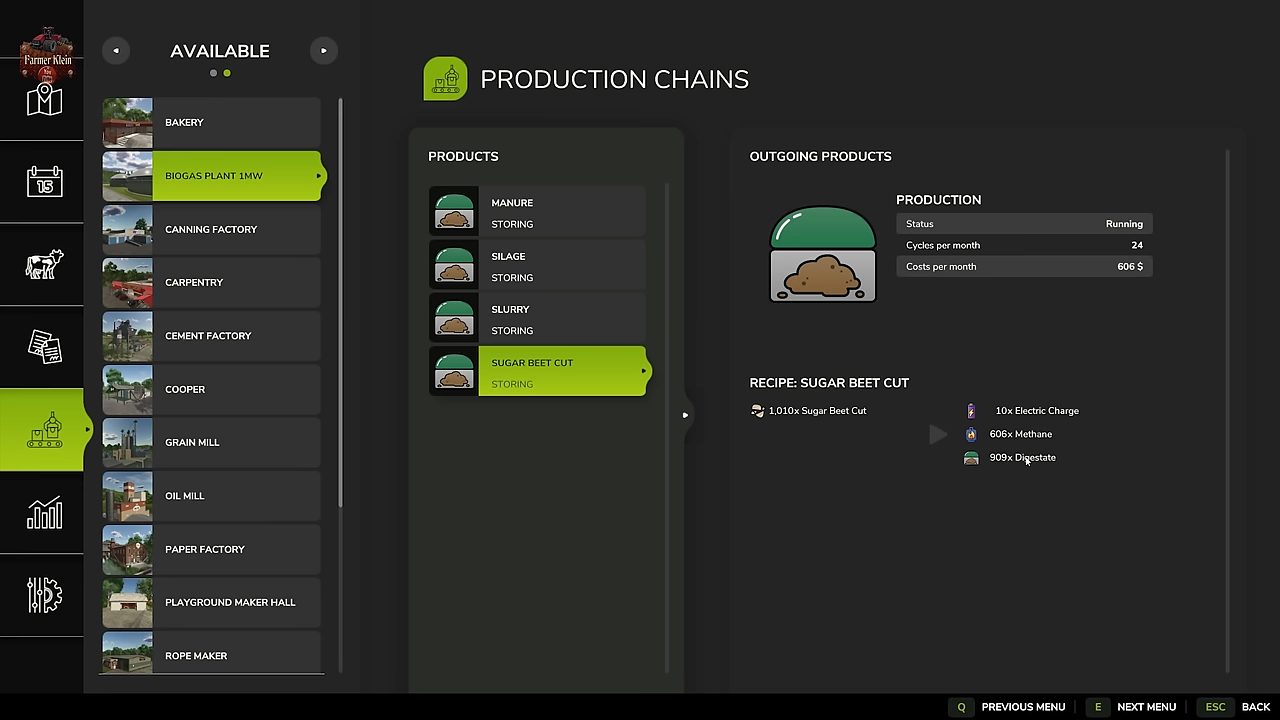 Farmer Klein
You
15
AVAILABLE
BAKERY
BIOGAS PLANT 1MW
CANNING FACTORY
CARPENTRY
CEMENT FACTORY
COOPER
GRAIN MILL
OIL MILL
PAPER FACTORY
PLAYGROUND MAKER HALL
ROPE MAKER
PRODUCTION CHAINS
PRODUCTS
MANURE
STORING
SILAGE
STORING
SLURRY
STORING
SUGAR BEET CUT
STORING
OUTGOING PRODUCTS
PRODUCTION
Status Running
Cycles per month 24
Costs per month 606 $
RECIPE: SUGAR BEET CUT
1,010x Sugar Beet Cut
10x Electric Charge
606x Methane
909x Digestate
Q PREVIOUS MENU E NEXT MENU ESC BACK